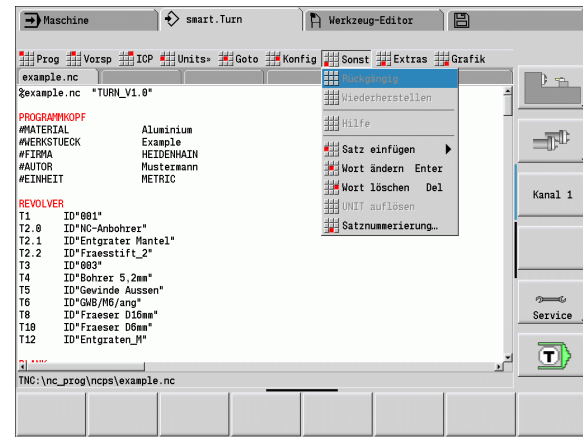 Maschine smart.Turn Werkzeug-Editor
Prog Vorsp ICP Units» Goto Konfig Sonst Extras Grafik
example.nc
%example.nc "TURN_V1.0"
PROGRAMMKOPF
#MATERIAL Aluminium
#WERKSTUECK Example
#FIRMA HEIDENHAIN
#AUTOR Mustermann
#EINHEIT METRIC
REVOLVER
T1 ID"001"
T2.0 ID"NC-Anbohrer"
T2.1 ID"Entgrater Mantel"
T2.2 ID"Fraesstift_2"
T3 ID"003"
T4 ID"Bohrer 5,2mm"
T5 ID"Gewinde Aussen"
T6 ID"GWB/M6/ang"
T8 ID"Fraeser D16mm"
T10 ID"Fraeser D6mm"
T12 ID"Entgraten_M"
Rückgängig
Wiederherstellen
Hilfe
Satz einfügen
Wort ändern Enter
Wort löschen Del
UNIT auflösen
Satznummerierung…
Kanal 1
Service
T
TNC:\nc_prog\ncps\example.nc